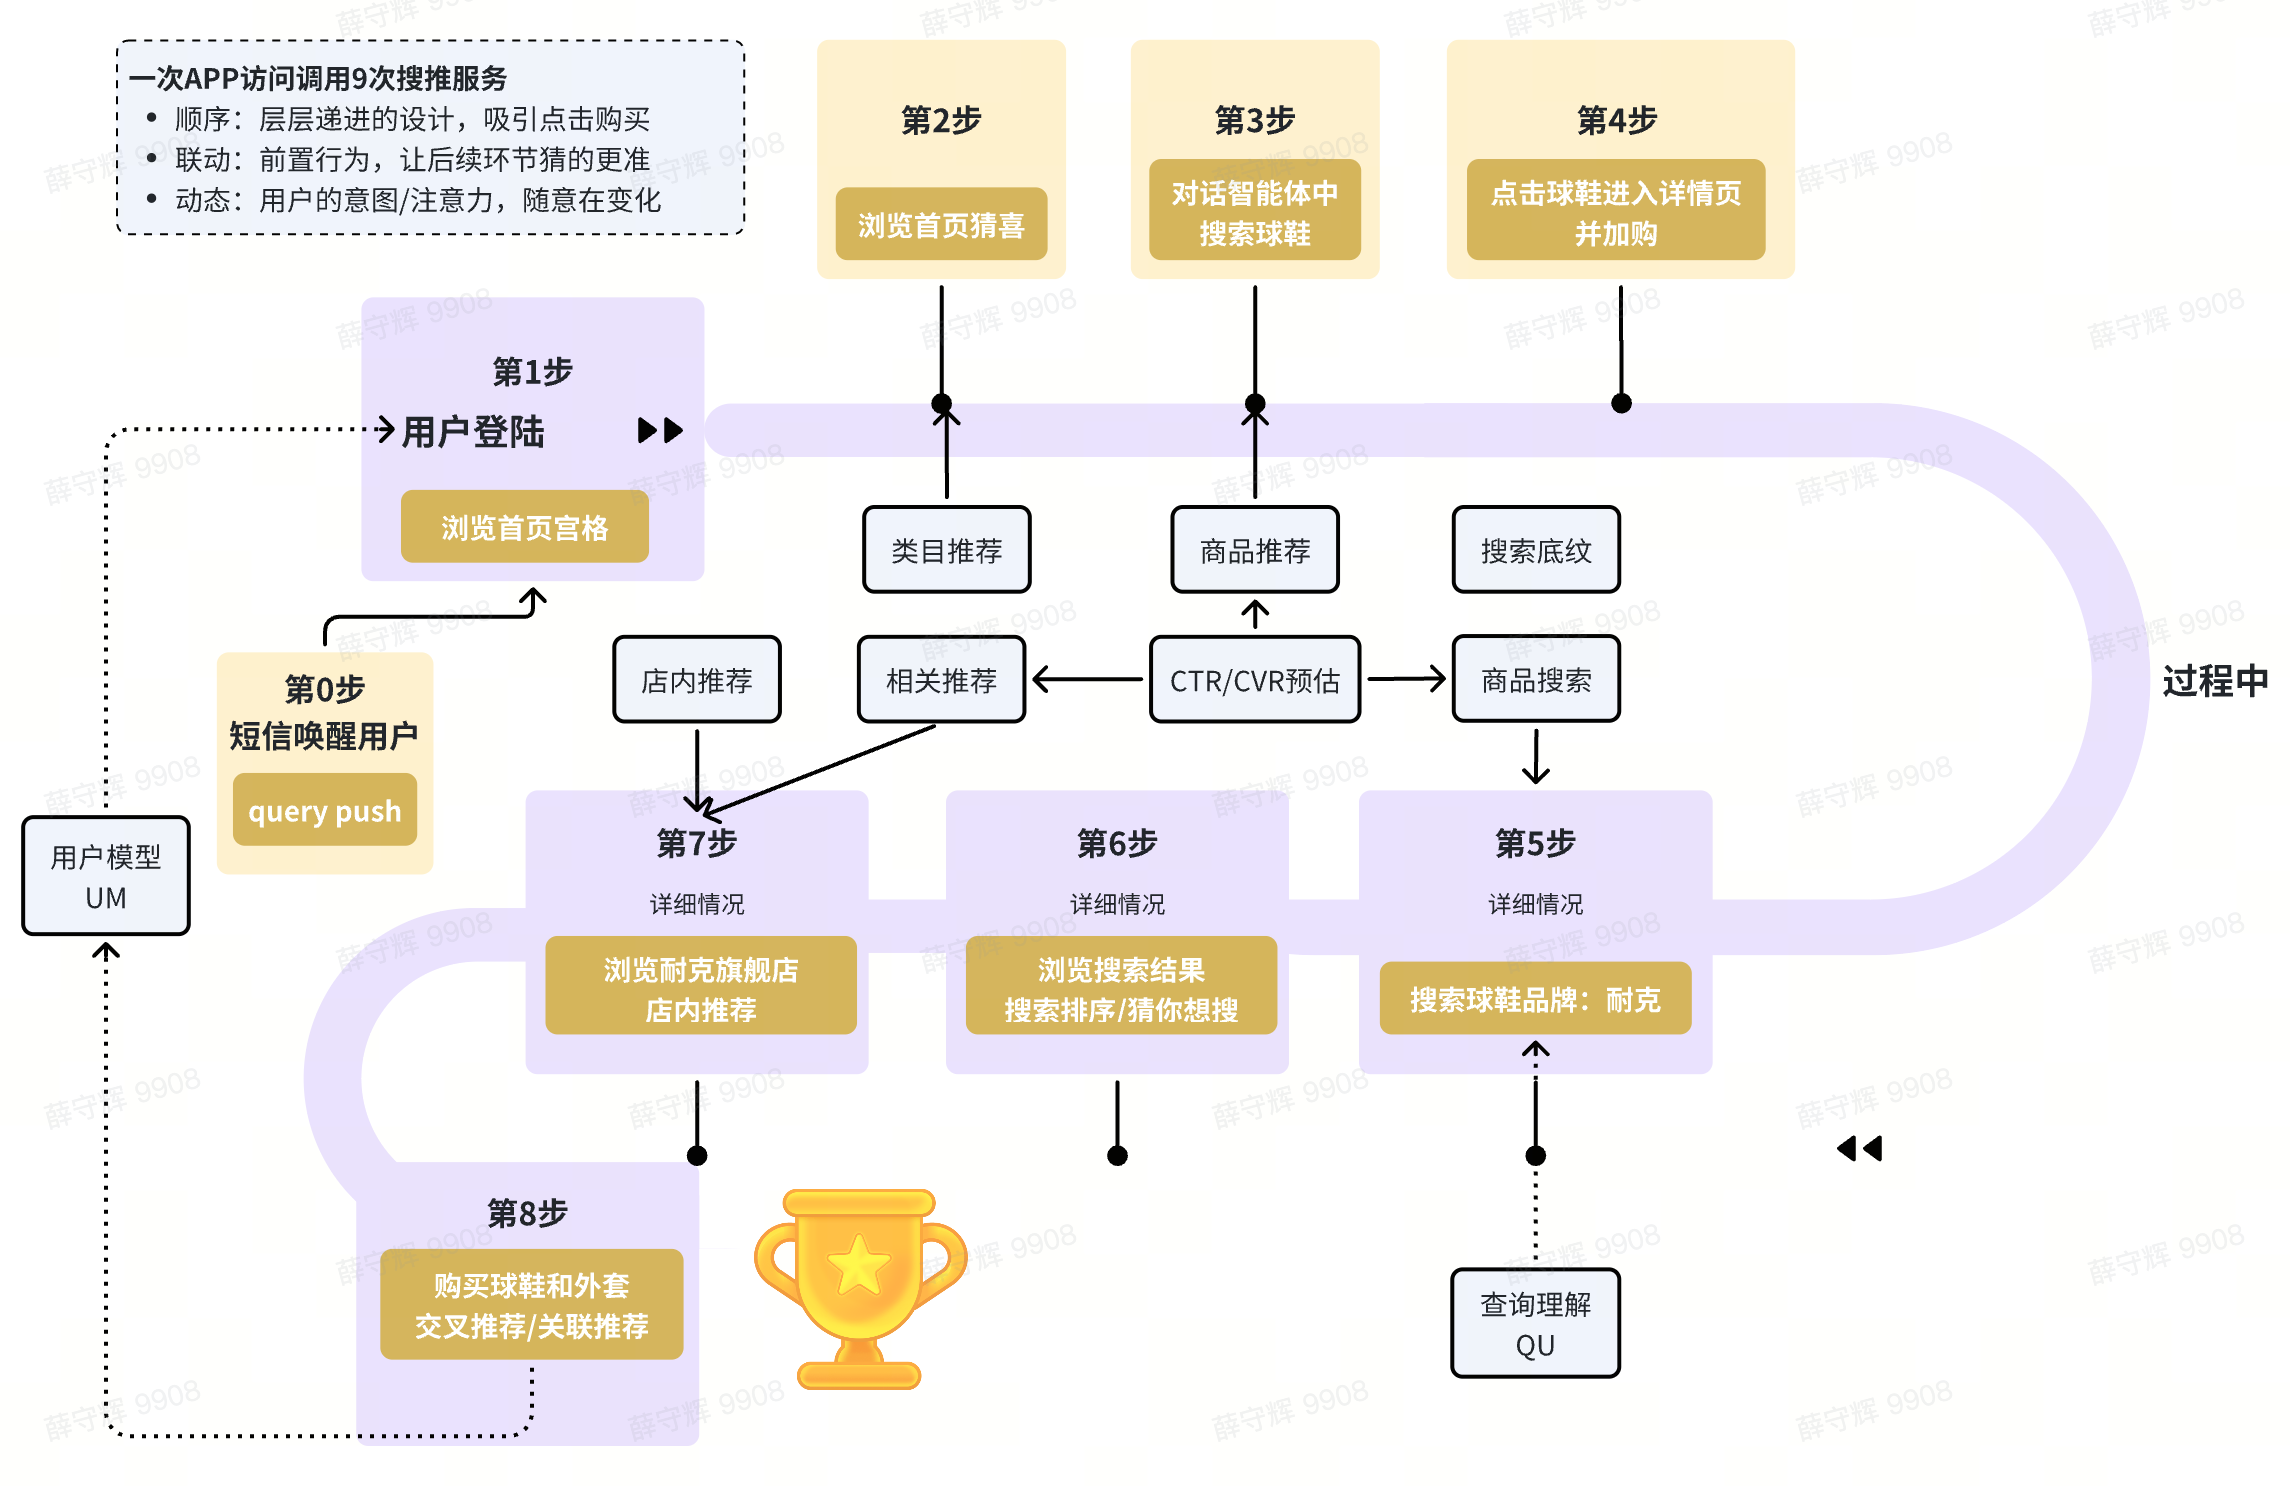 一次APP访问调用9次搜推服务
• 顺序：层层递进的设计，吸引点击购买
• 联动：前置行为，让后续环节猜的更准
• 动态：用户的意图/注意力，随意在变化
第2步
浏览首页猜喜
第3步
对话智能体中
搜索球鞋
第4步
点击球鞋进入详情页
并加购
第1步
用户登陆
浏览首页宫格
类目推荐
商品推荐
搜索底纹
店内推荐
相关推荐
CTR/CVR预估
商品搜索
过程中
第0步
短信唤醒用户
query push
用户模型
UM
第7步
详细情况
浏览耐克旗舰店
店内推荐
第6步
详细情况
浏览搜索结果
搜索排序/猜你想搜
第5步
详细情况
搜索球鞋品牌：耐克
第8步
购买球鞋和外套
交叉推荐/关联推荐
查询理解
QU
薛守辉 9908